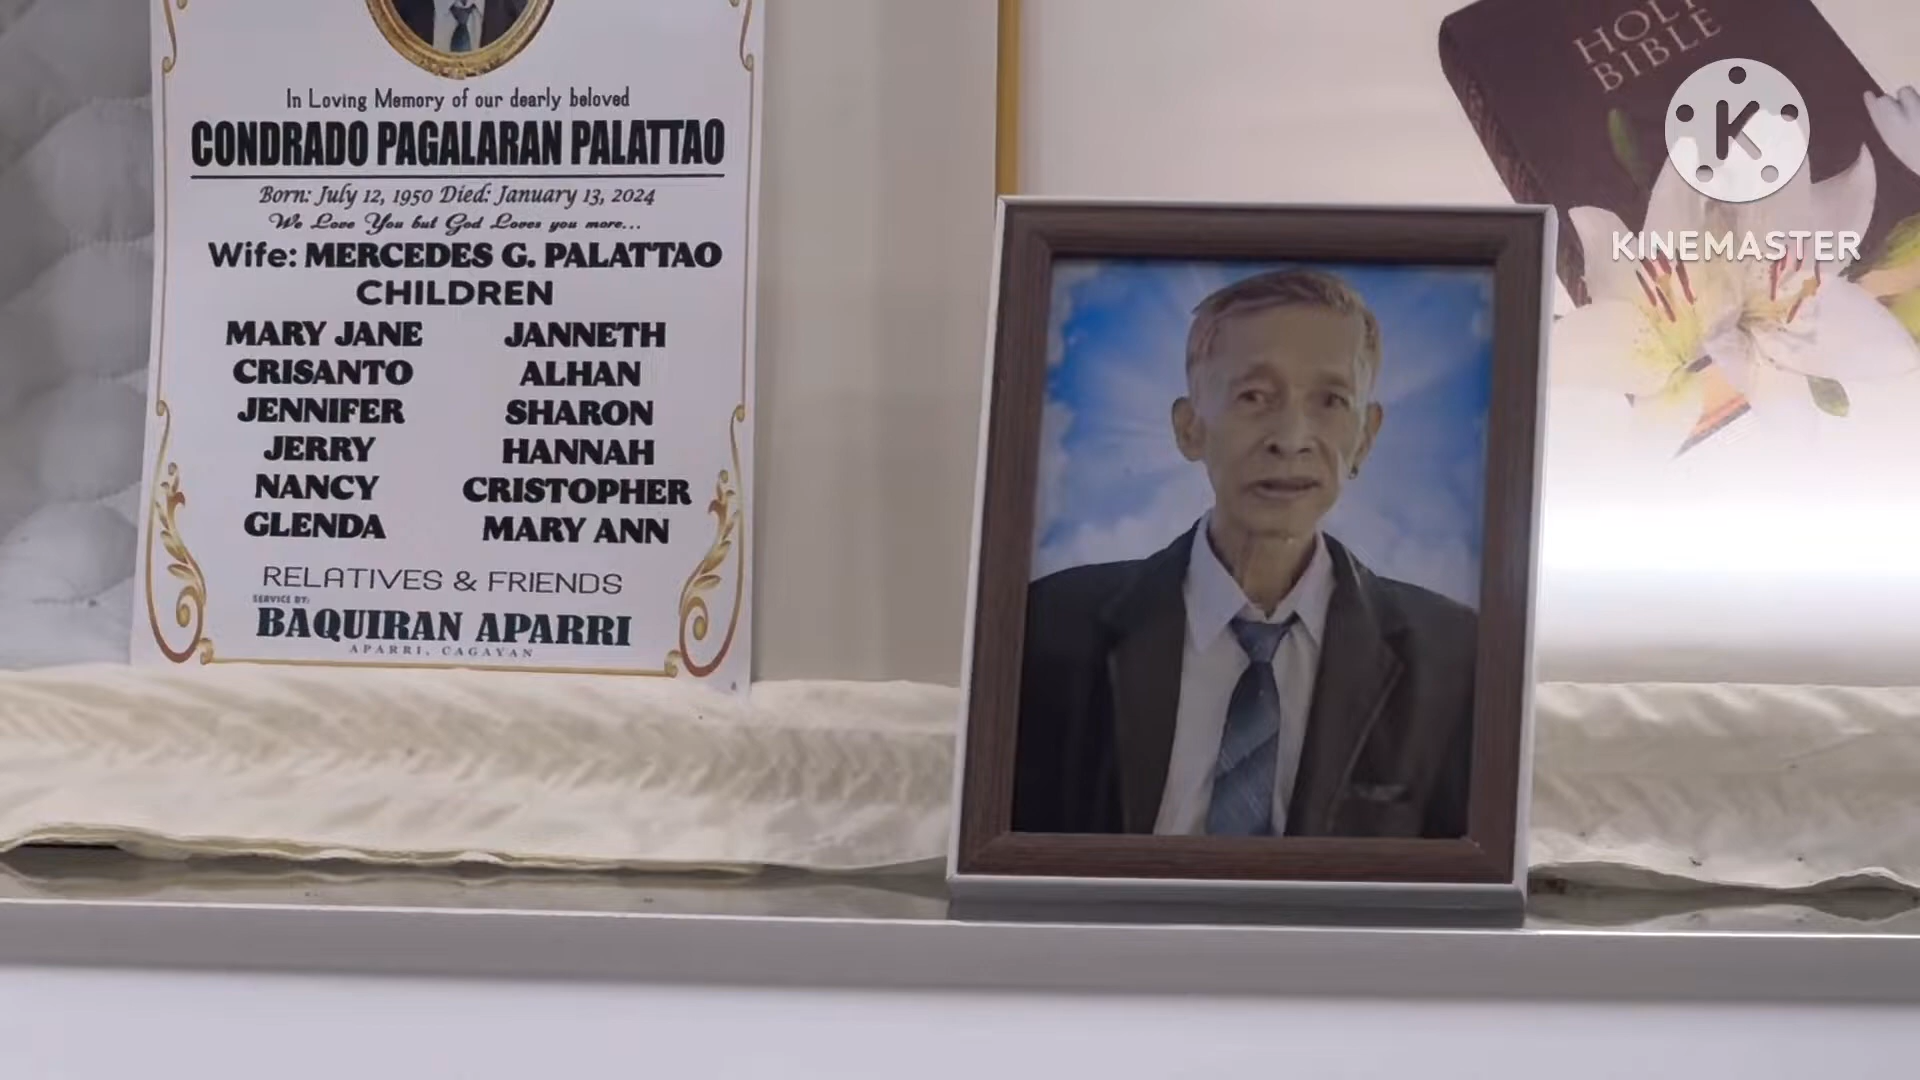 In Loving Memory of our dearly beloved
CONDRADO PAGALARAN PALATTAO
Born: July 12, 1950 Died: January 13, 2024
We Love You but God Loves you more...
Wife: MERCEDES G. PALATTAO
CHILDREN
MARY JANE JANNETH
CRISANTO ALHAN
JENNIFER SHARON
JERRY HANNAH
NANCY CRISTOPHER
GLENDA MARY ANN
RELATIVES & FRIENDS
SERVICE BY:
BAQUIRAN APARRI
APARRI, CAGAYAN
HOLY
BIBLE
K
KINEMASTER